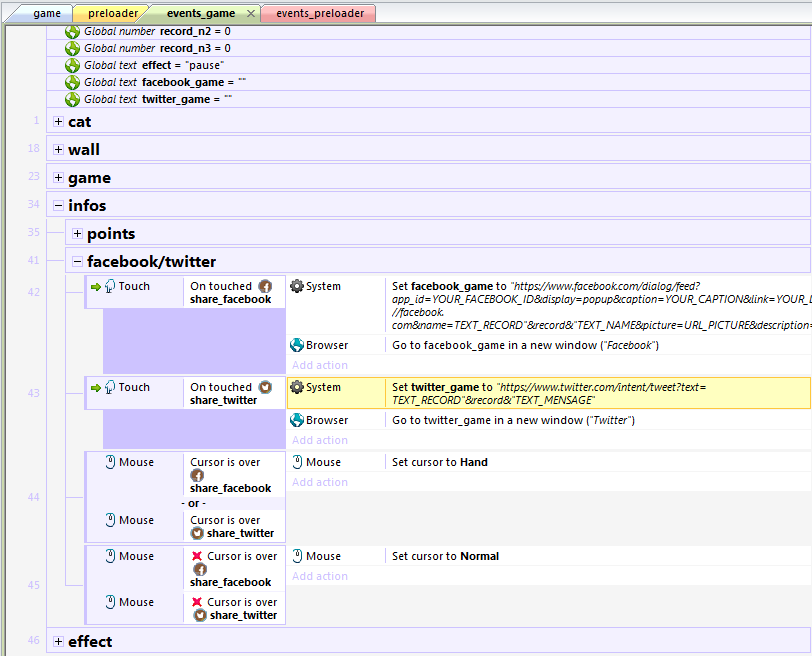 game preloader events_game events_preloader
Global number record_n2 = 0
Global number record_n3 = 0
Global text effect = "pause"
Global text facebook_game = ""
Global text twitter_game = ""
1 cat
18 wall
23 game
34 infos
35 points
41 facebook/twitter
42 Touch On touched share_facebook
System Set facebook_game to "https://www.facebook.com/dialog/feed?
app_id=YOUR_FACEBOOK_ID&display=popup&caption=YOUR_CAPTION&link=YOUR_
//facebook.
com&name=TEXT_RECORD"&record&"TEXT_NAME&picture=URL_PICTURE&description=
Browser Go to facebook_game in a new window ("Facebook")
Add action
43 Touch On touched share_twitter
System Set twitter_game to "https://www.twitter.com/intent/tweet?text=
TEXT_RECORD"&record&"TEXT_MENSAGE"
Browser Go to twitter_game in a new window ("Twitter")
Add action
44 Mouse Cursor is over share_facebook
Mouse Set cursor to Hand
Add action
- or -
Mouse Cursor is over share_twitter
45 Mouse Cursor is over share_facebook
Mouse Set cursor to Normal
Add action
Mouse Cursor is over share_twitter
46 effect